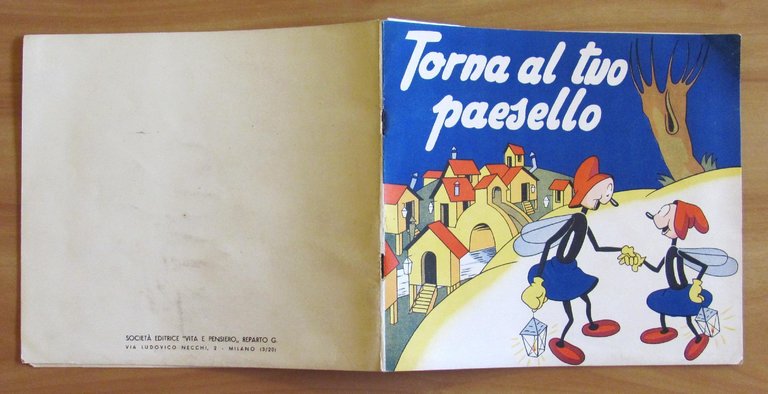 Torna al tuo
paesello
SOCIETÀ EDITRICE "VITA E PENSIERO„ REPARTO G.
VIA LUDOVICO NECCHI, 2 - MILANO (3/20)